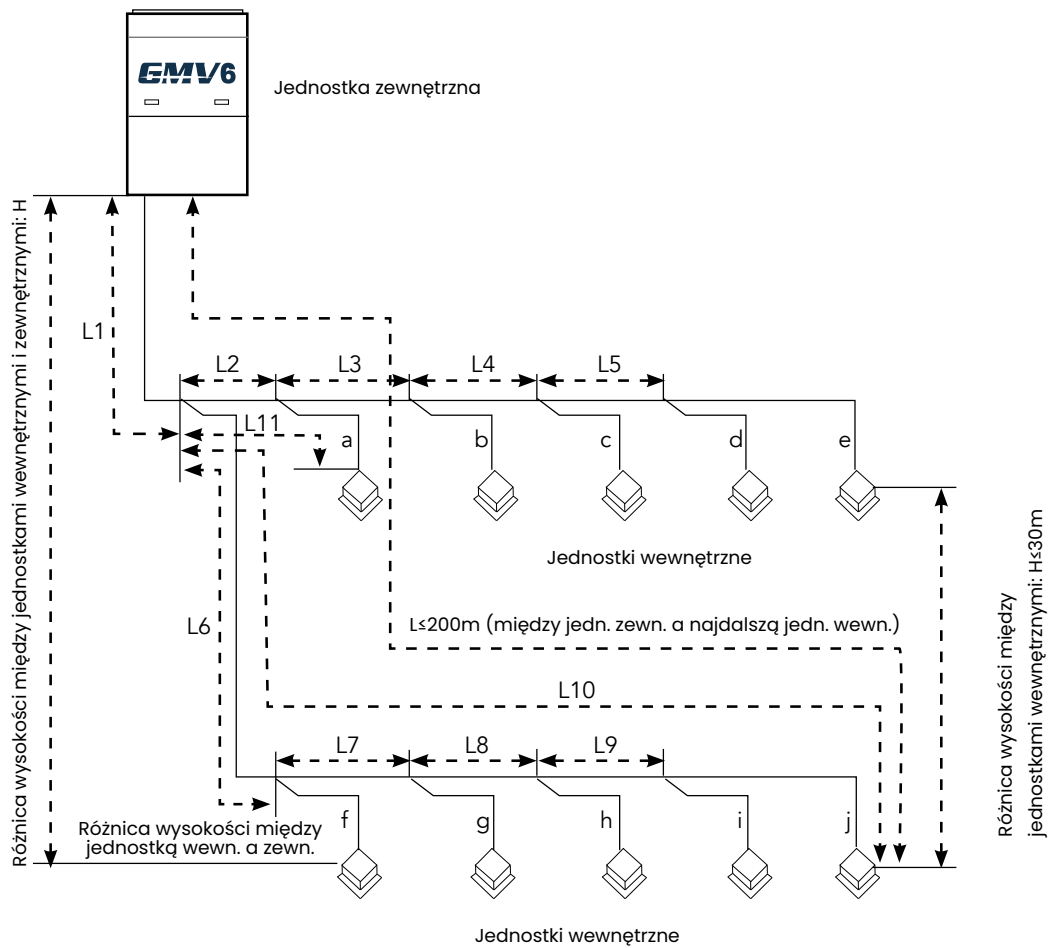 GMV6
Jednostka zewnętrzna
Różnica wysokości między jednostkami wewnętrznymi i zewnętrznymi: H
L1
L2
L3
L4
L5
L11
a
b
c
d
e
Jednostki wewnętrzne
L6
L≤200m (między jedn. zewn. a najdalszą jedn. wewn.)
L10
Różnica wysokości między
jednostkami wewnętrznymi: H≤30m
L7
L8
L9
f
g
h
i
j
Różnica wysokości między
jednostką wewn. a zewn.
Jednostki wewnętrzne